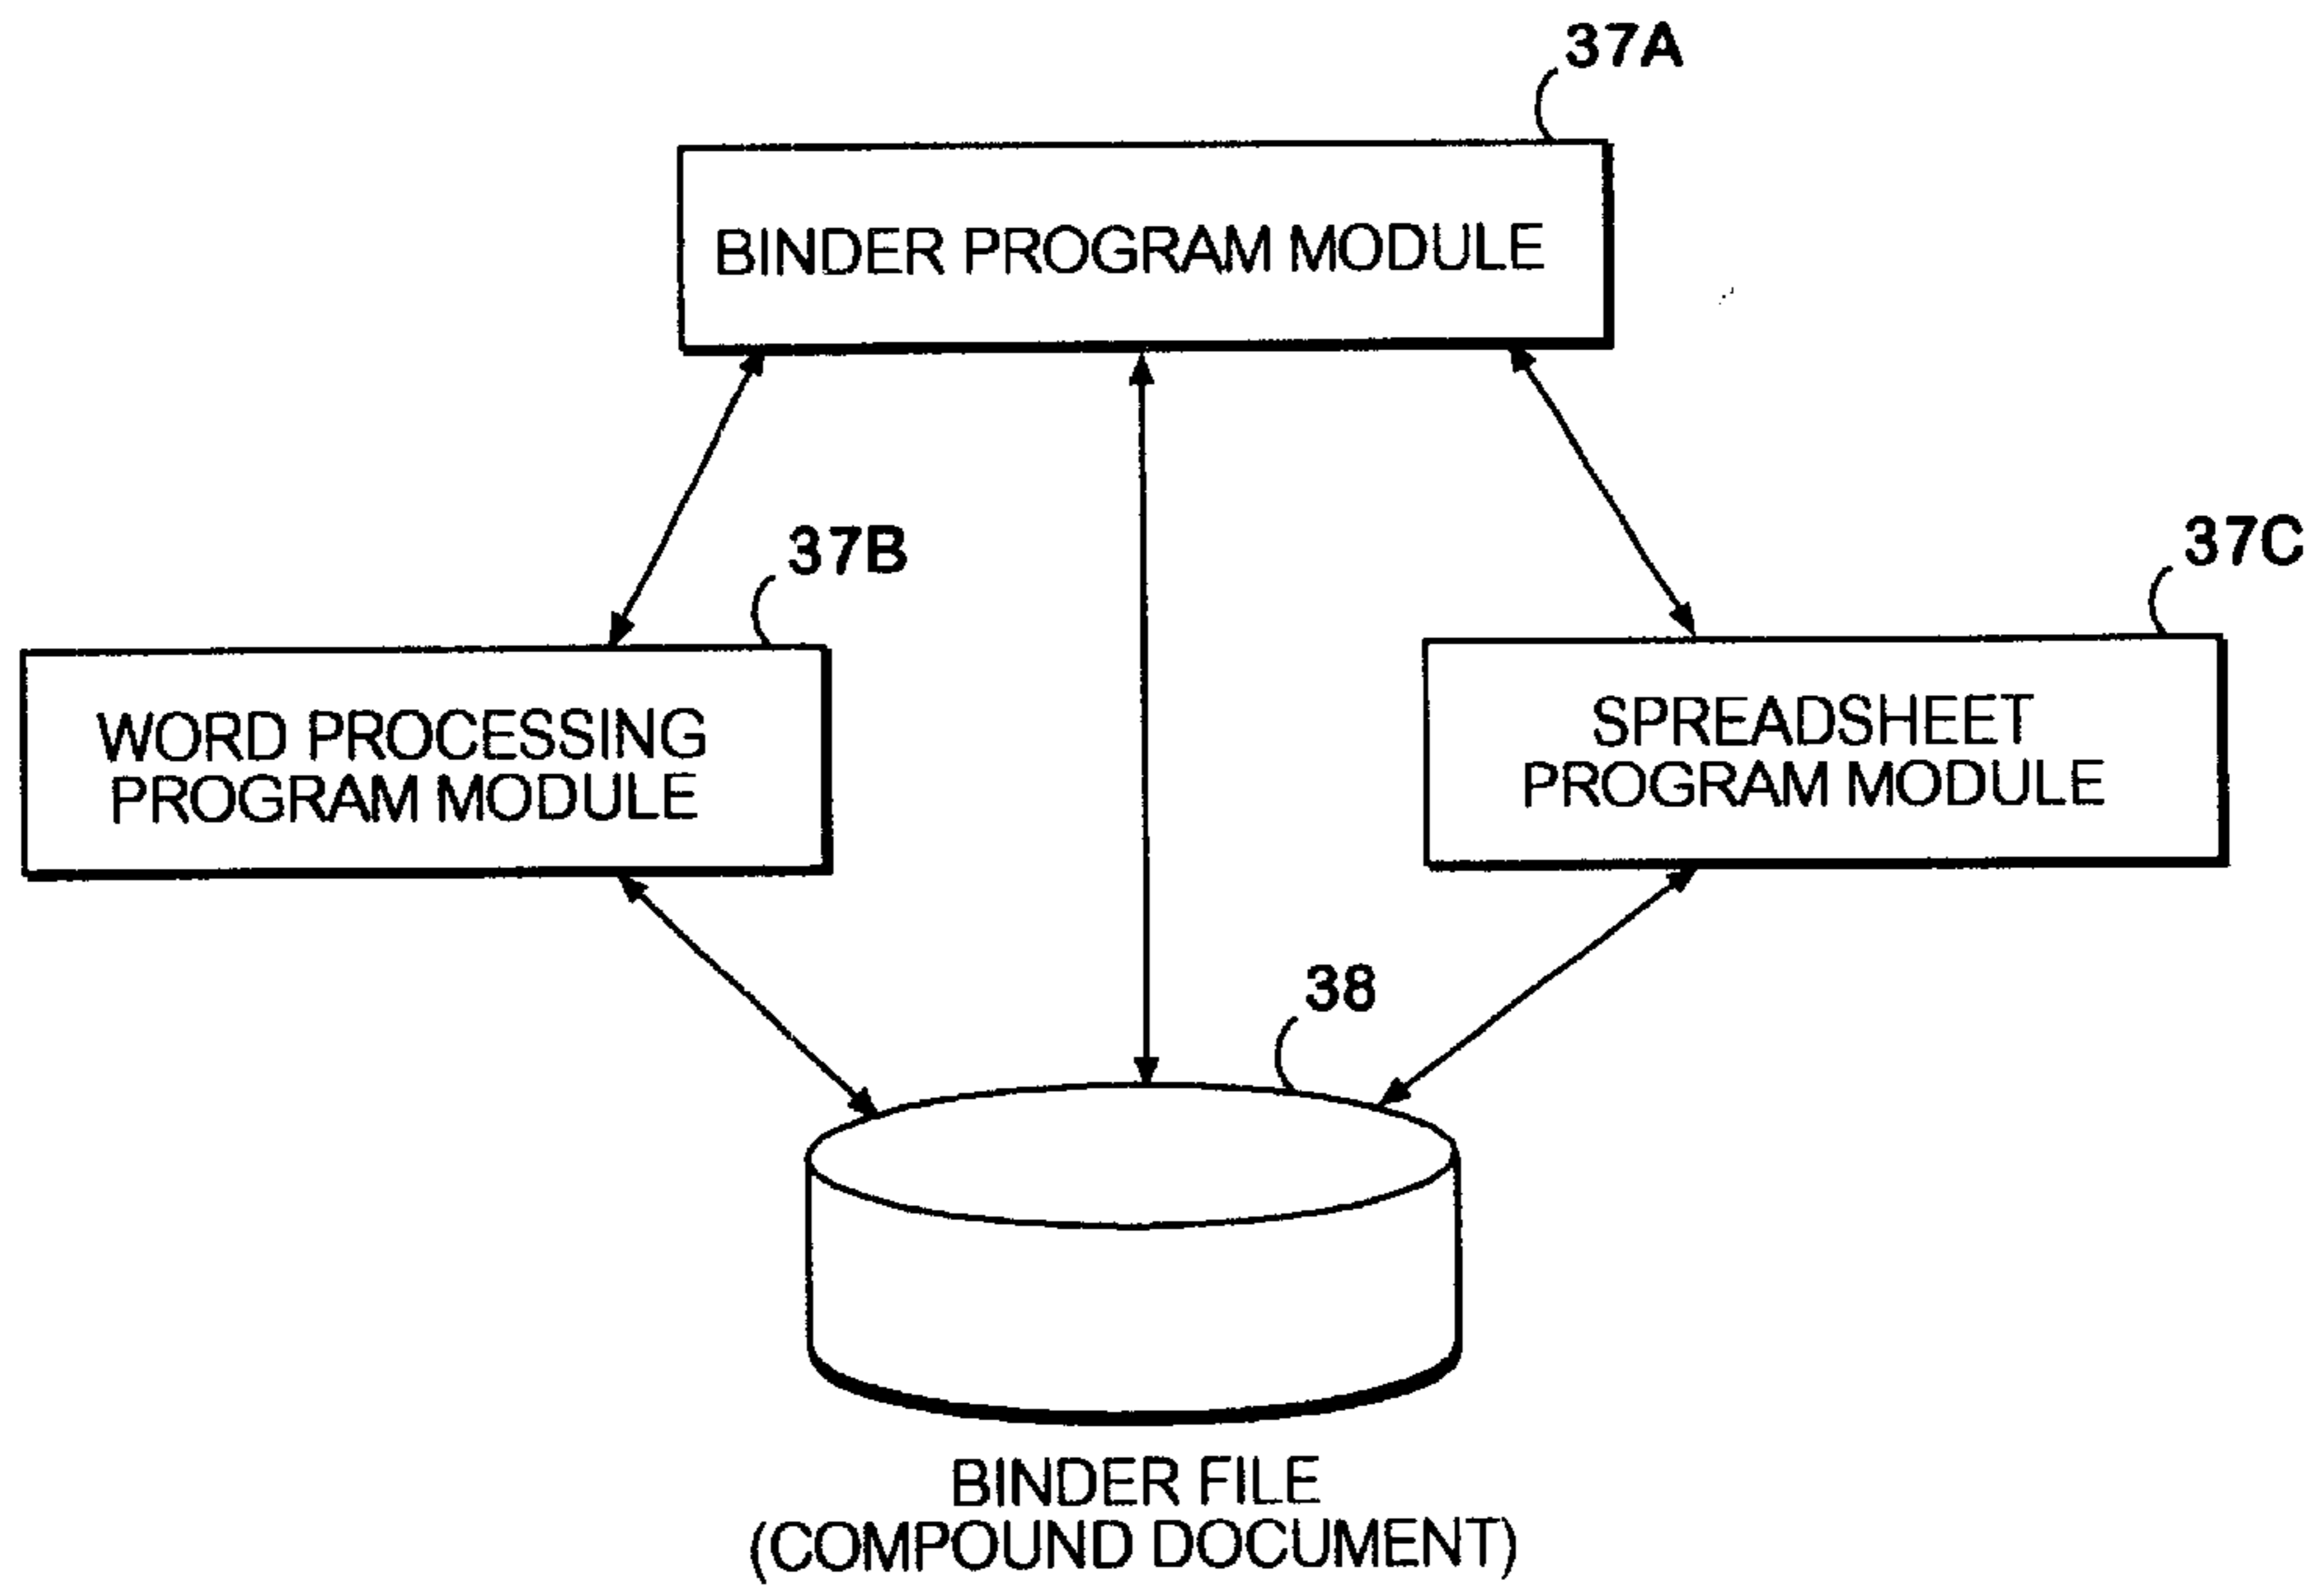 37A
BINDER PROGRAM MODULE
37B
37C
WORD PROCESSING
PROGRAM MODULE
SPREADSHEET
PROGRAM MODULE
38
BINDER FILE
(COMPOUND DOCUMENT)